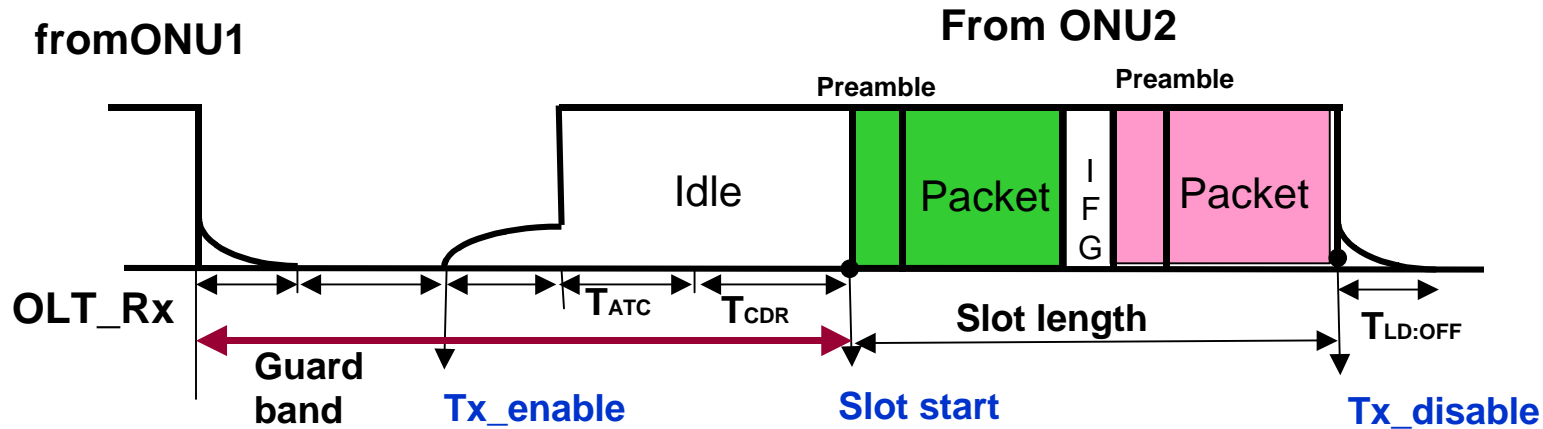 fromONU1
From ONU2
Preamble
Preamble
Idle
Packet
I
F
G
Packet
OLT_Rx
TATC
TCDR
Slot length
TLD:OFF
Guard
band
Tx_enable
Slot start
Tx_disable